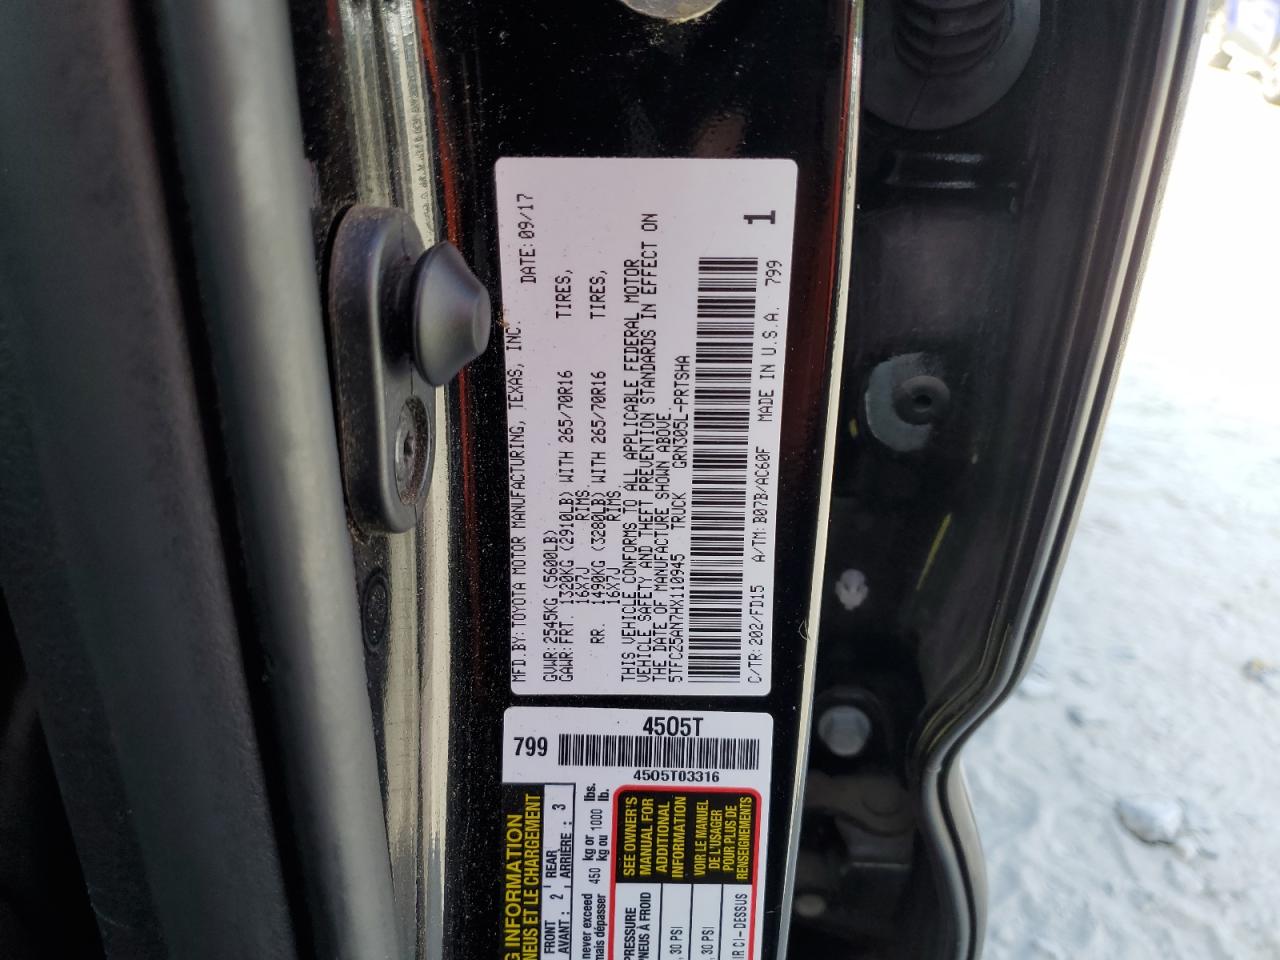 MFD.BY: TOYOTA MOTOR MANUFACTURING, TEXAS, INC.
DATE: 09/17
GVWR: 2545KG (5600LB)
GAWR: FRT. 1320KG (2910LB) WITH 265/70R16 TIRES,
16X7J RIMS
RR. 1490KG (3280LB) WITH 265/70R16 TIRES,
16X7J RIMS.
THIS VEHICLE CONFORMS TO ALL APPLICABLE FEDERAL MOTOR
VEHICLE SAFETY AND THEFT PREVENTION STANDARDS IN EFFECT ON
THE DATE OF MANUFACTURE SHOWN ABOVE.
5TFCZ5AN7HX110945 TRUCK GRN305L-PRTSHA
1
C/TR: 202/FD15 A/TM: B07B/AC60F MADE IN U.S.A. 799
4505T
799
4505T03316
INFORMATION
NEUS ET LE CHARGEMENT
FRONT 2 REAR 3
AVANT : ARRIÈRE :
never exceed 450 kg or 1000 lbs.
mais dépasser kg ou lb.
SEE OWNER'S
MANUAL FOR
ADDITIONAL
INFORMATION
VOIR LE MANUEL
DE L'USAGER
POUR PLUS DE
RENSEIGNEMENTS
PRESSURE
PNEUS À FROID
, 30 PSI
, 30 PSI
CI-DESSUS